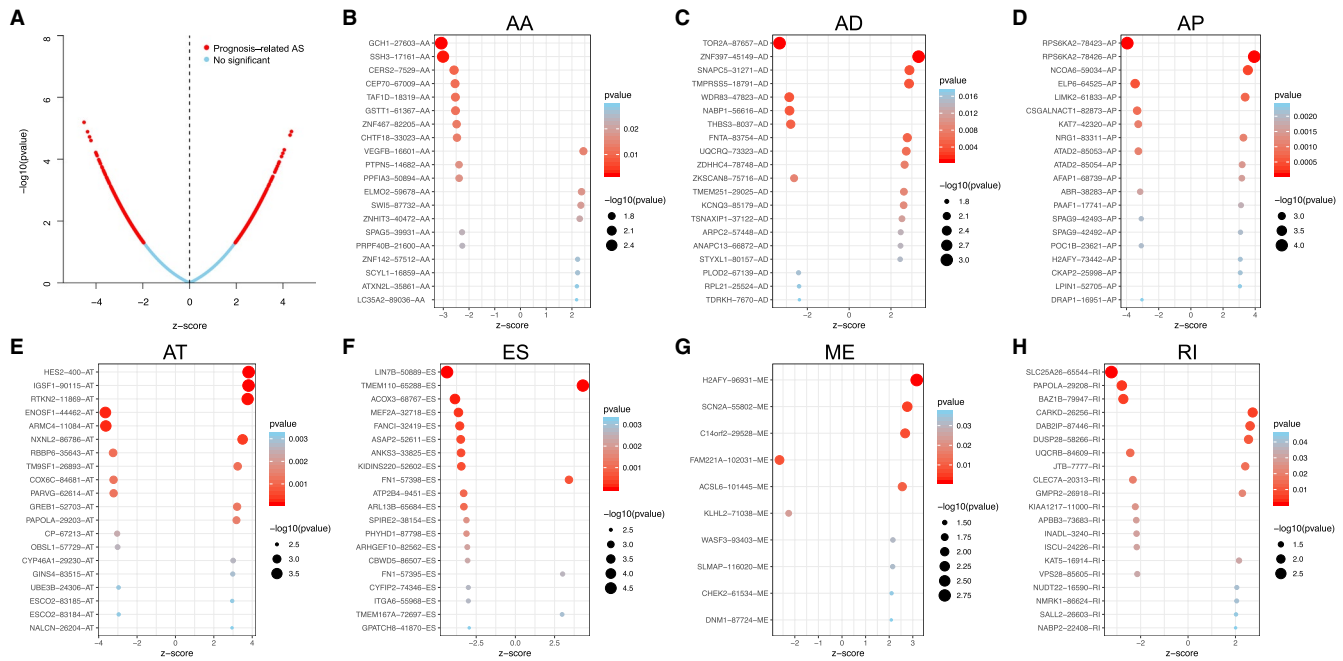 A
8
6
4
2
0
−log10(pvalue)
Prognosis−related AS
No significant
−4
−2
0
2
4
z−score
B
AA
GCH1−27603−AA
SSH3−17161−AA
CERS2−7529−AA
CEP70−67009−AA
TAF1D−18319−AA
GSTT1−61367−AA
ZNF467−82205−AA
CHTF18−33023−AA
VEGFB−16601−AA
PTPN5−14682−AA
PPFIA3−50894−AA
ELMO2−59678−AA
SWI5−87732−AA
ZNHIT3−40472−AA
SPAG5−39931−AA
PRPF40B−21600−AA
ZNF142−57512−AA
SCYL1−16859−AA
ATXN2L−35861−AA
LC35A2−89036−AA
−3
−2
−1
0
1
2
z−score
pvalue
0.02
0.01
−log10(pvalue)
1.8
2.1
2.4
C
AD
TOR2A−87657−AD
ZNF397−45149−AD
SNAPC5−31271−AD
TMPRSS5−18791−AD
WDR83−47823−AD
NABP1−56616−AD
THBS3−8037−AD
FNTA−83754−AD
UQCRQ−73323−AD
ZDHHC4−78748−AD
ZKSCAN8−75716−AD
TMEM251−29025−AD
KCNQ3−85179−AD
TSNAXIP1−37122−AD
ARPC2−57448−AD
ANAPC13−66872−AD
STYXL1−80157−AD
PLOD2−67139−AD
RPL21−25524−AD
TDRKH−7670−AD
−2
0
2
z−score
pvalue
0.016
0.012
0.008
0.004
−log10(pvalue)
1.8
2.1
2.4
2.7
3.0
D
AP
RPS6KA2−78423−AP
RPS6KA2−78426−AP
NCOA6−59034−AP
ELP6−64525−AP
LIMK2−61833−AP
CSGALNACT1−82873−AP
KAT7−42320−AP
NRG1−83311−AP
ATAD2−85053−AP
ATAD2−85054−AP
AFAP1−68739−AP
ABR−38283−AP
PAAF1−17741−AP
SPAG9−42493−AP
SPAG9−42492−AP
POC1B−23621−AP
H2AFY−73442−AP
CKAP2−25998−AP
LPIN1−52705−AP
DRAP1−16951−AP
−4
−2
0
2
4
z−score
pvalue
0.0020
0.0015
0.0010
0.0005
−log10(pvalue)
3.0
3.5
4.0
E
AT
HES2−400−AT
IGSF1−90115−AT
RTKN2−11869−AT
ENOSF1−44462−AT
ARMC4−11084−AT
NXNL2−86786−AT
RBBP6−35643−AT
TM9SF1−26893−AT
COX6C−84681−AT
PARVG−62614−AT
GREB1−52703−AT
PAPOLA−29203−AT
CP−67213−AT
OBSL1−57729−AT
CYP46A1−29230−AT
GINS4−83515−AT
UBE3B−24306−AT
ESCO2−83185−AT
ESCO2−83184−AT
NALCN−26204−AT
−4
−2
0
2
4
z−score
pvalue
0.003
0.002
0.001
−log10(pvalue)
2.5
3.0
3.5
F
ES
LIN7B−50889−ES
TMEM110−65288−ES
ACOX3−68767−ES
MEF2A−32718−ES
FANCI−32419−ES
ASAP2−52611−ES
ANKS3−33825−ES
KIDINS220−52602−ES
FN1−57398−ES
ATP2B4−9451−ES
ARL13B−65684−ES
SPIRE2−38154−ES
PHYHD1−87798−ES
ARHGEF10−82562−ES
CBWD5−86507−ES
FN1−57395−ES
CYFIP2−74346−ES
ITGA6−55968−ES
TMEM167A−72697−ES
GPATCH8−41870−ES
−2.5
0.0
2.5
z−score
pvalue
0.003
0.002
0.001
−log10(pvalue)
2.5
3.0
3.5
4.0
4.5
G
ME
H2AFY−96931−ME
SCN2A−55802−ME
C14orf2−29528−ME
FAM221A−102031−ME
ACSL6−101445−ME
KLHL2−71038−ME
WASF3−93403−ME
SLMAP−116020−ME
CHEK2−61534−ME
DNM1−87724−ME
−2
−1
0
1
2
3
z−score
pvalue
0.03
0.02
0.01
−log10(pvalue)
1.50
1.75
2.00
2.25
2.50
2.75
H
RI
SLC25A26−65544−RI
PAPOLA−29208−RI
BAZ1B−79947−RI
CARKD−26256−RI
DAB2IP−87446−RI
DUSP28−58266−RI
UQCRB−84609−RI
JTB−7777−RI
CLEC7A−20313−RI
GMPR2−26918−RI
KIAA1217−11000−RI
APBB3−73683−RI
INADL−3240−RI
ISCU−24226−RI
KAT5−16914−RI
VPS28−85605−RI
NUDT22−16590−RI
NMRK1−86624−RI
SALL2−26603−RI
NABP2−22408−RI
−2
0
2
z−score
pvalue
0.04
0.03
0.02
0.01
−log10(pvalue)
1.5
2.0
2.5